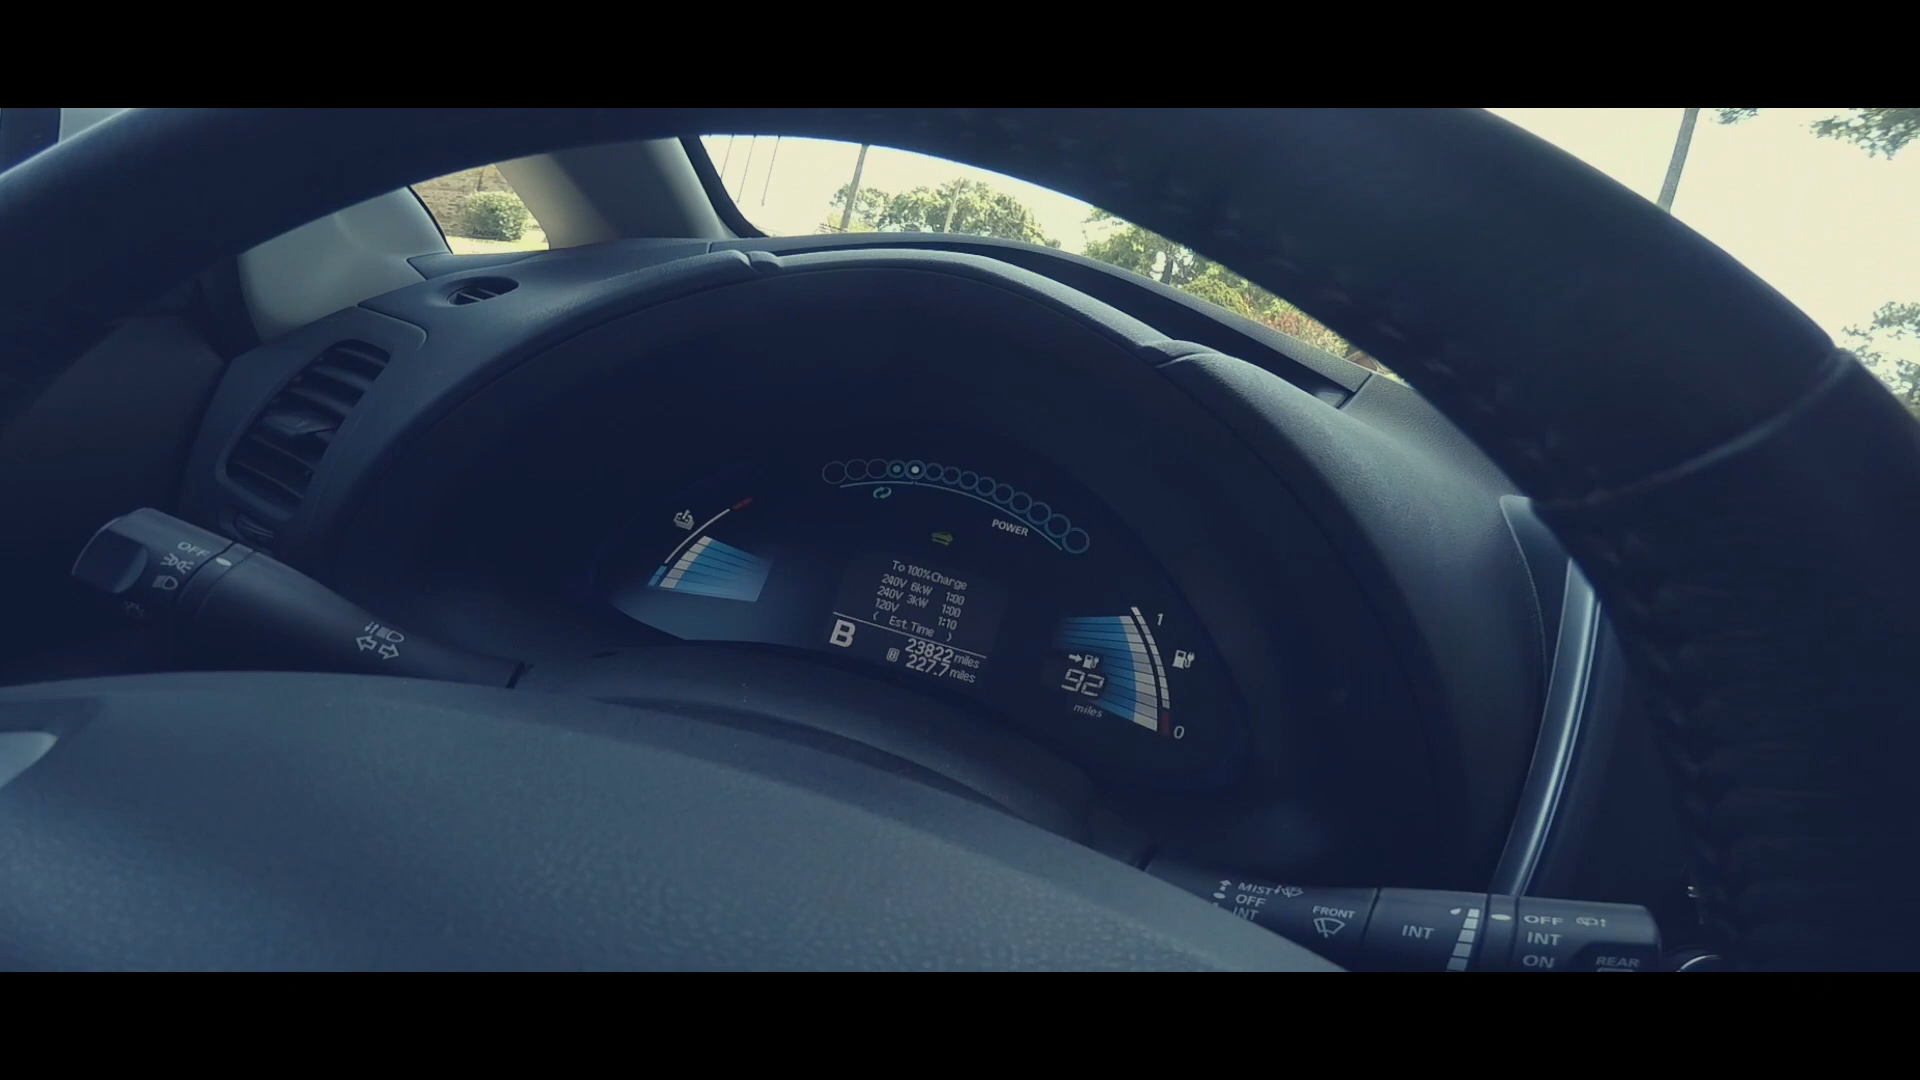 OFF
POWER
To 100% Charge
240V 6kW 1:00
240V 3kW 1:00
120V 1:10
< Est. Time >
B
23822 miles
B 227.7 miles
1
92
miles
0
MIST
OFF
INT
FRONT
INT
OFF
INT
ON
REAR